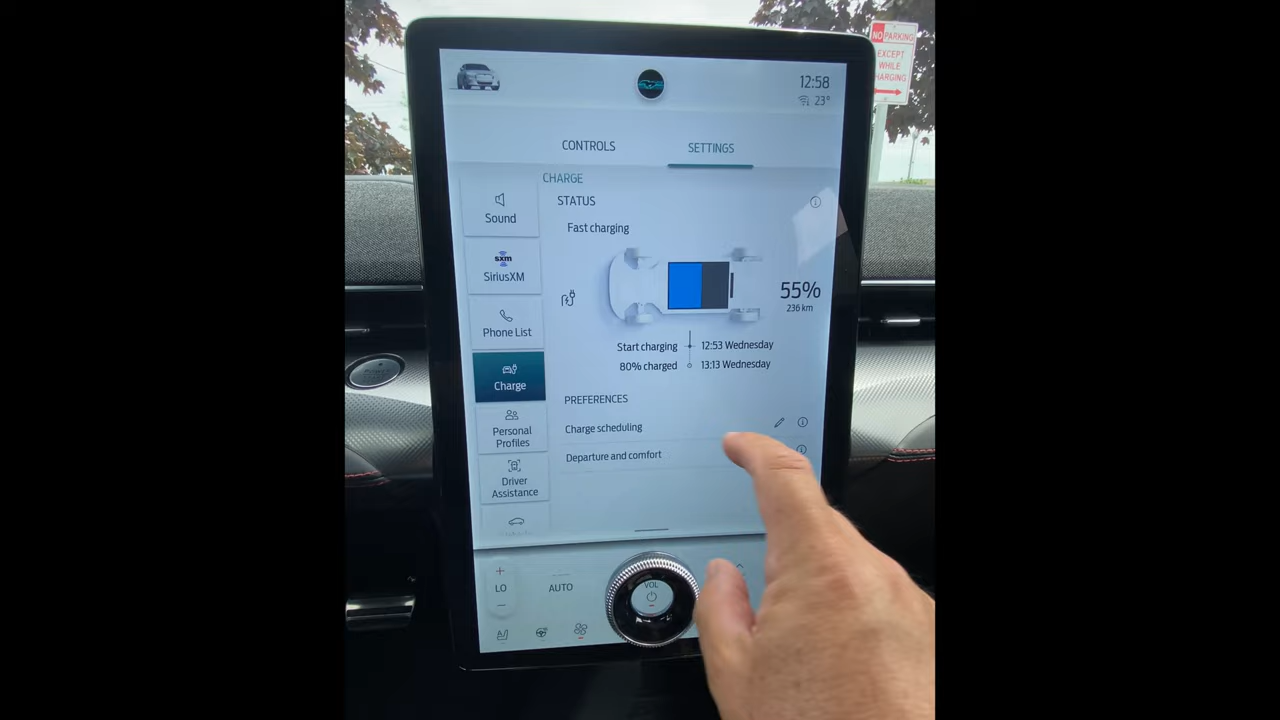 12:58
23°
NO PARKING
EXCEPT
WHILE
CHARGING
CONTROLS
SETTINGS
CHARGE
STATUS
Fast charging
Sound
sxm
SiriusXM
Phone List
Charge
Personal
Profiles
Driver
Assistance
55%
236 km
Start charging 12:53 Wednesday
80% charged 13:13 Wednesday
PREFERENCES
Charge scheduling
Departure and comfort
+
LO
−
AUTO
VOL
A/